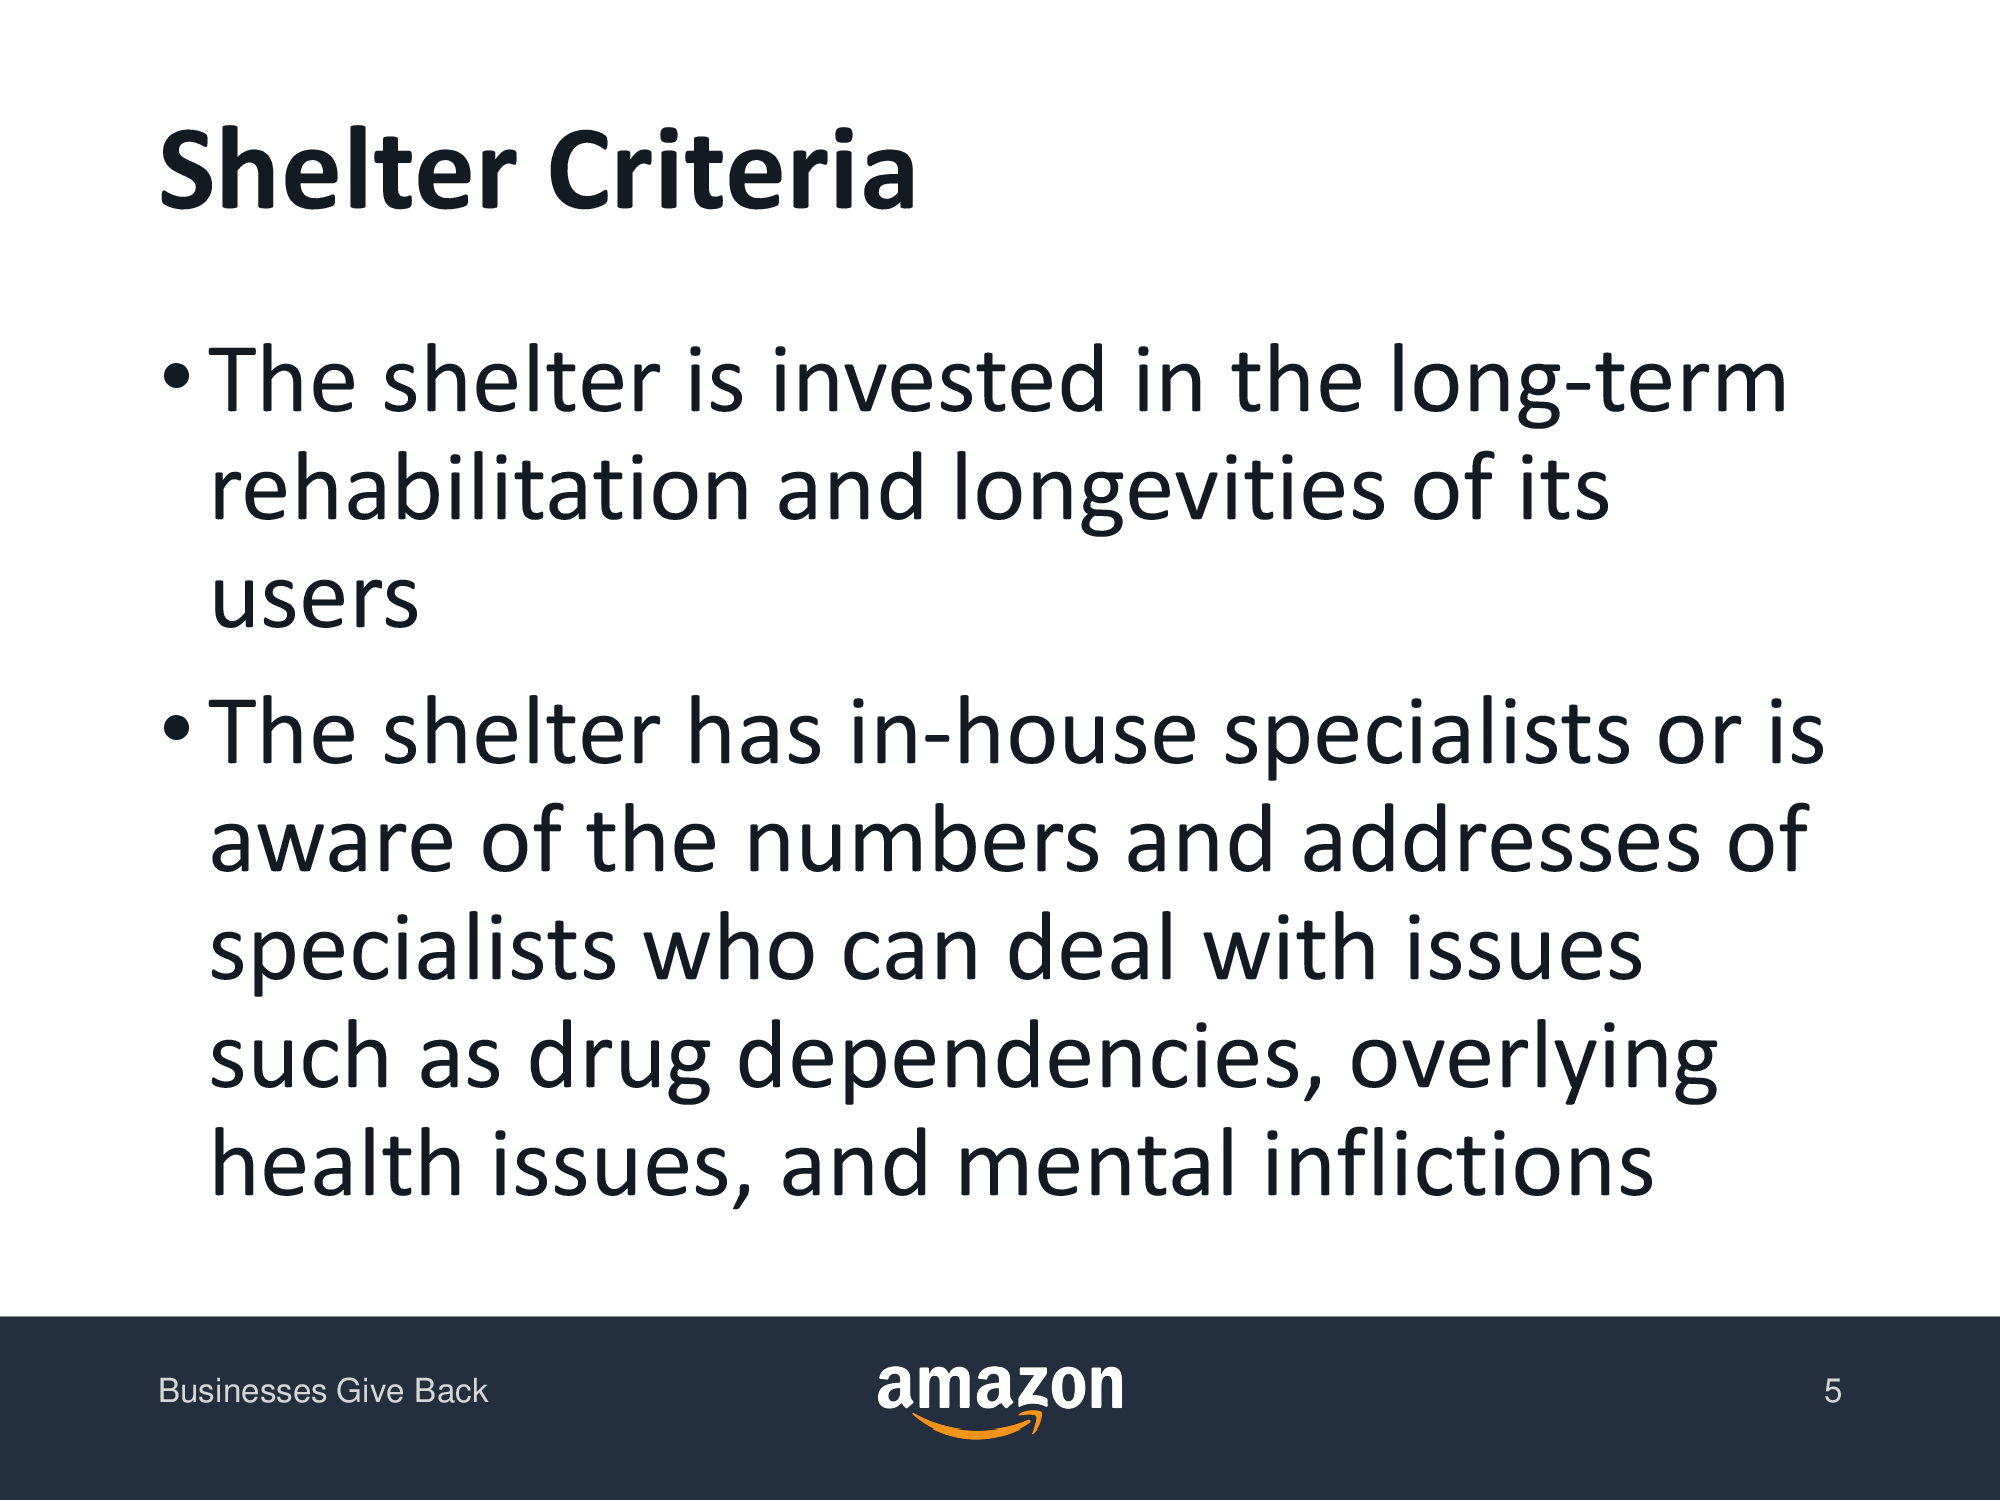 Shelter Criteria
• The shelter is invested in the long-term
rehabilitation and longevities of its
users
• The shelter has in-house specialists or is
aware of the numbers and addresses of
specialists who can deal with issues
such as drug dependencies, overlying
health issues, and mental inflictions
Businesses Give Back
amazon
5